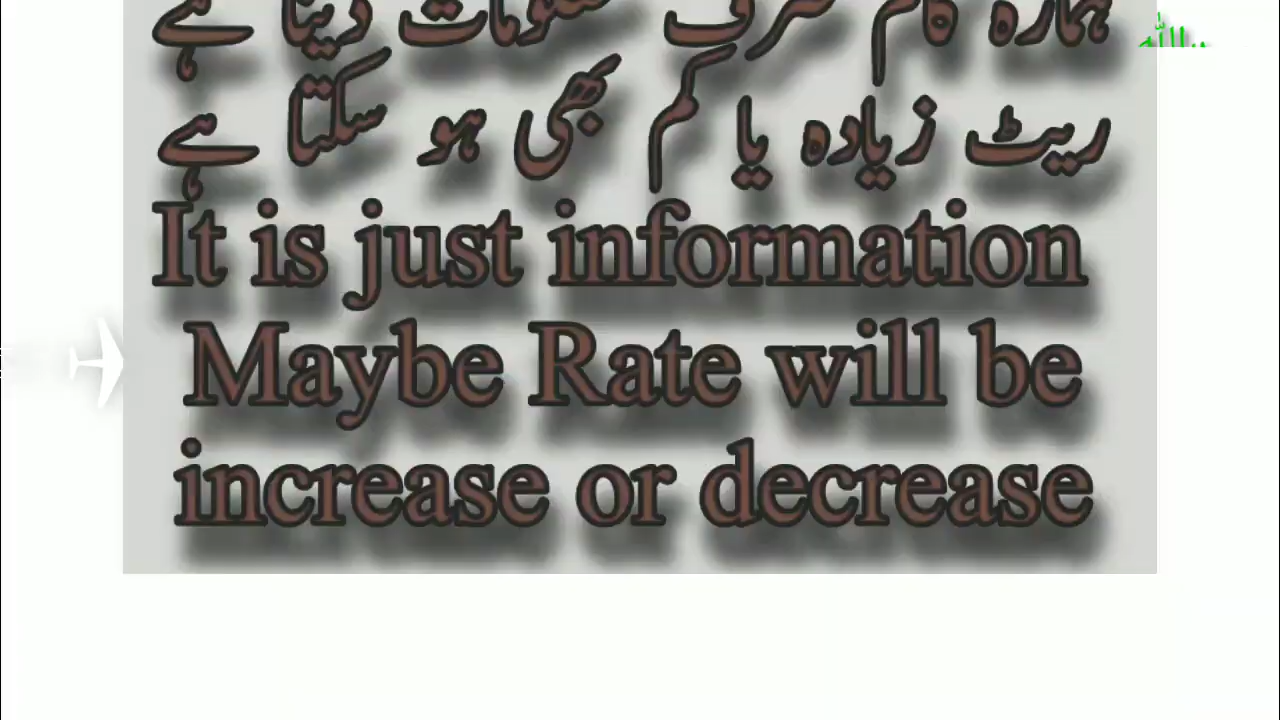 ہمارہ کام صرف معلومات دینا ہے
ریٹ زیادہ یا کم بھی ہو سکتا ہے
It is just information
Maybe Rate will be
increase or decrease